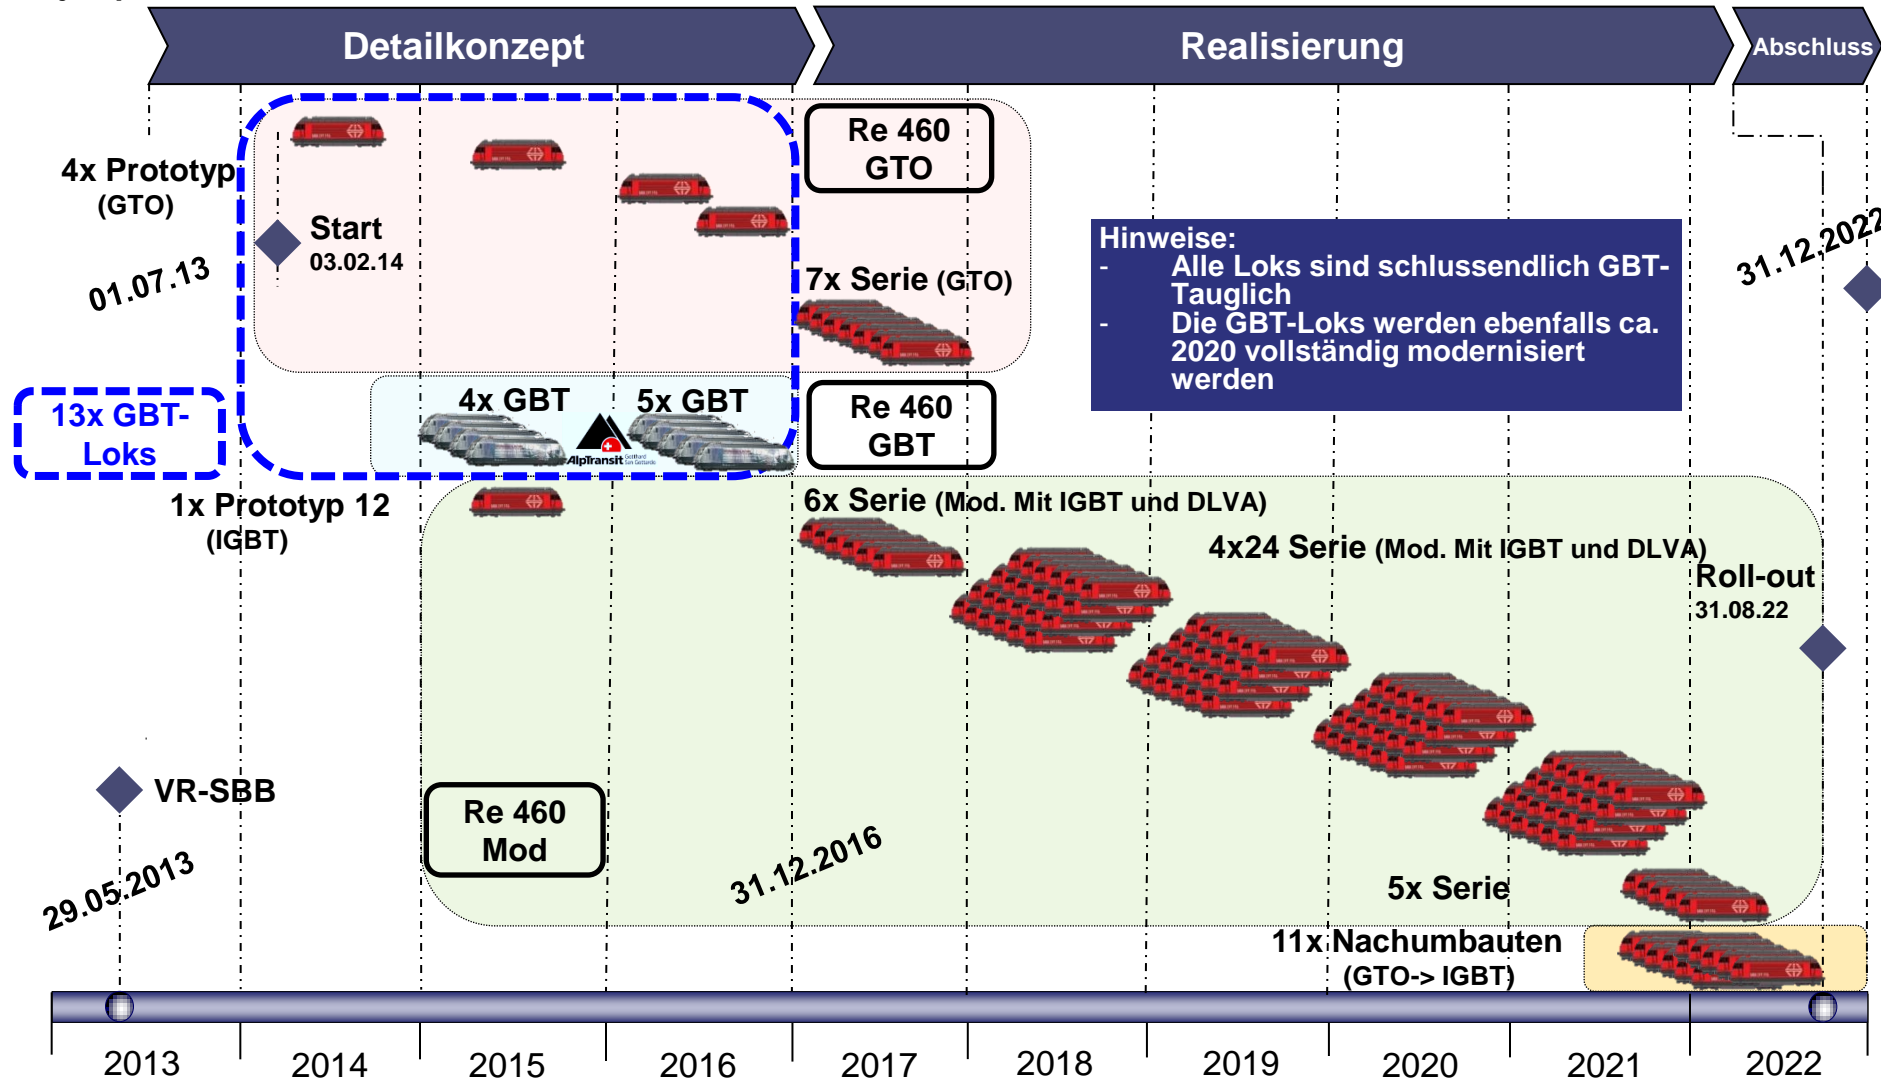 Detailkonzept
Realisierung
Abschluss
4x Prototyp
(GTO)
Start
03.02.14
01.07.13
Re 460
GTO
7x Serie (GTO)
Hinweise:
- Alle Loks sind schlussendlich GBT-
Tauglich
- Die GBT-Loks werden ebenfalls ca.
2020 vollständig modernisiert
werden
31.12.2022
13x GBT-
Loks
4x GBT
5x GBT
AlpTransit Gotthard
San Gottardo
Re 460
GBT
1x Prototyp 12
(IGBT)
6x Serie (Mod. Mit IGBT und DLVA)
4x24 Serie (Mod. Mit IGBT und DLVA)
Roll-out
31.08.22
VR-SBB
29.05.2013
Re 460
Mod
31.12.2016
5x Serie
11x Nachumbauten
(GTO-> IGBT)
2013
2014
2015
2016
2017
2018
2019
2020
2021
2022